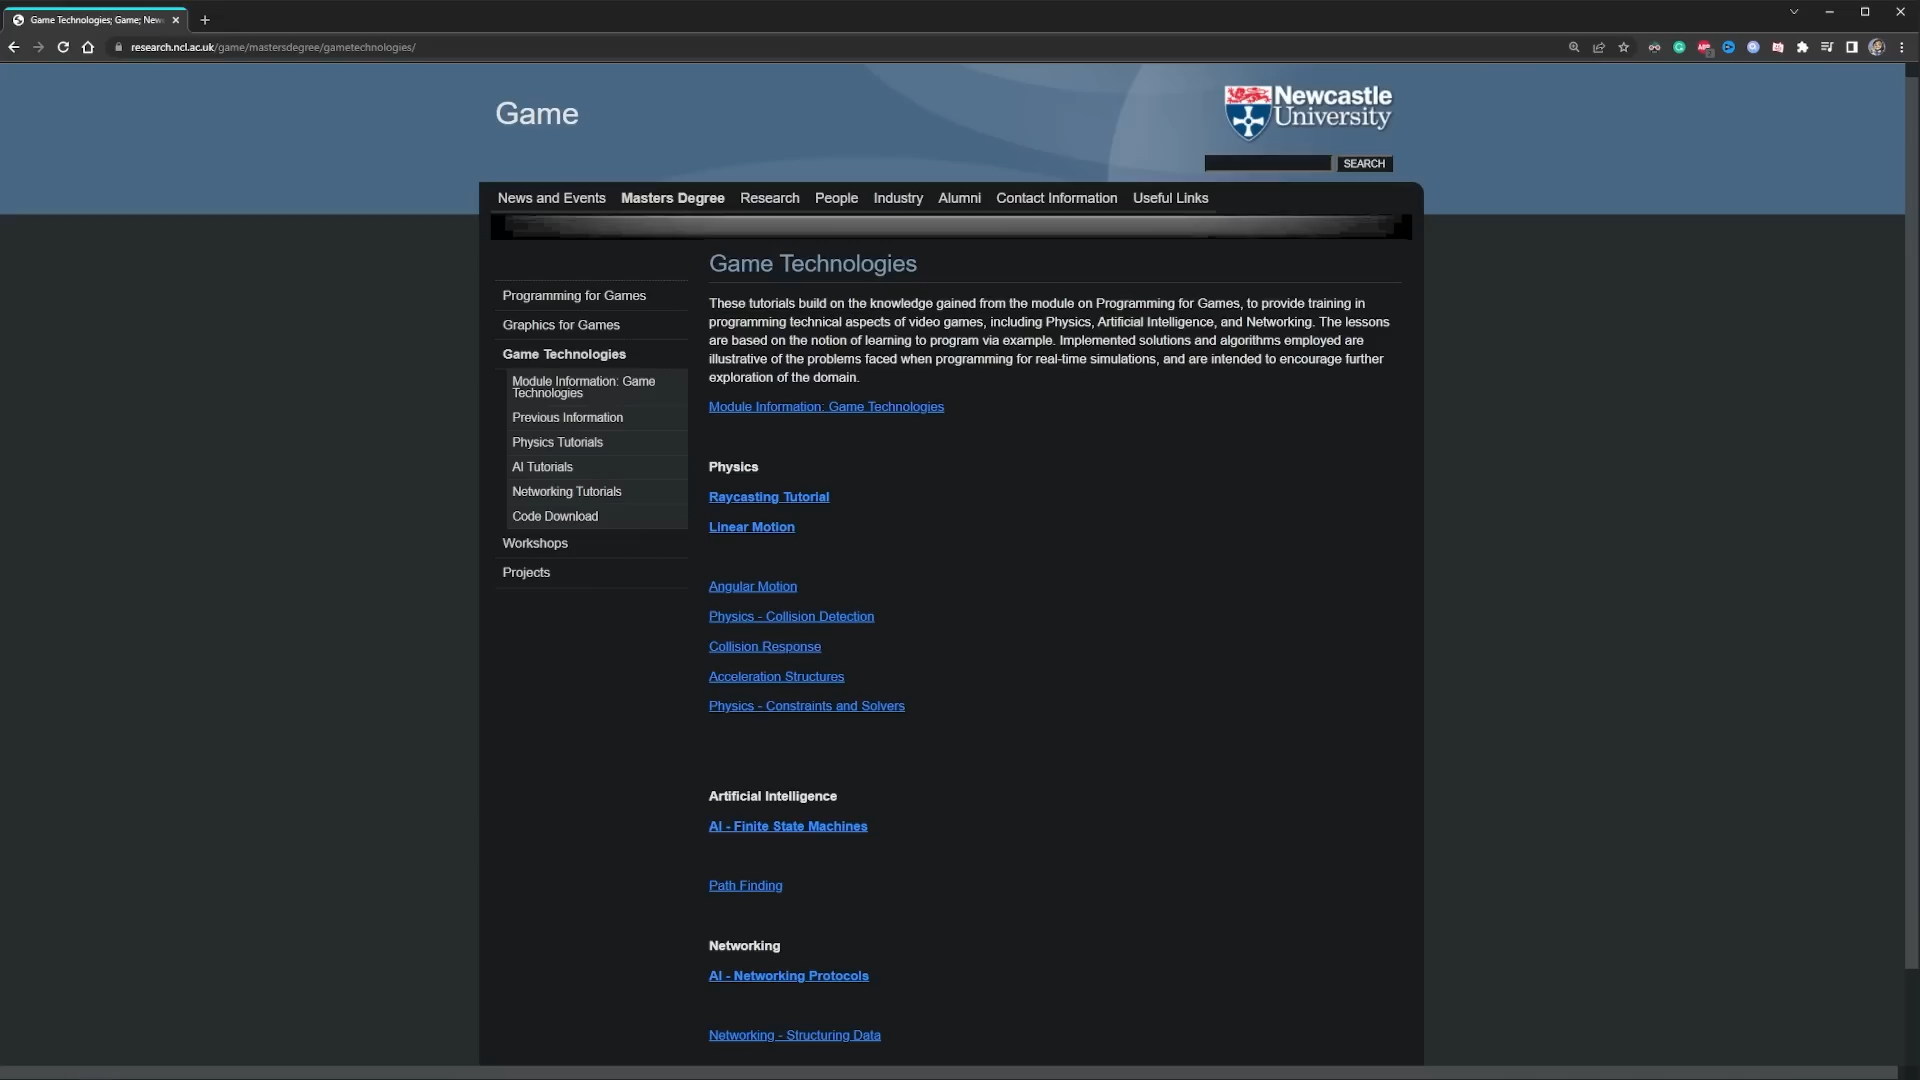 Game Technologies; Game; New
research.ncl.ac.uk/game/mastersdegree/gametechnologies/
Game
Newcastle
University
SEARCH
News and Events Masters Degree Research People Industry Alumni Contact Information Useful Links
Programming for Games
Graphics for Games
Game Technologies
Module Information: Game
Technologies
Previous Information
Physics Tutorials
AI Tutorials
Networking Tutorials
Code Download
Workshops
Projects
Game Technologies
These tutorials build on the knowledge gained from the module on Programming for Games, to provide training in
programming technical aspects of video games, including Physics, Artificial Intelligence, and Networking. The lessons
are based on the notion of learning to program via example. Implemented solutions and algorithms employed are
illustrative of the problems faced when programming for real-time simulations, and are intended to encourage further
exploration of the domain.
Module Information: Game Technologies
Physics
Raycasting Tutorial
Linear Motion
Angular Motion
Physics - Collision Detection
Collision Response
Acceleration Structures
Physics - Constraints and Solvers
Artificial Intelligence
AI - Finite State Machines
Path Finding
Networking
AI - Networking Protocols
Networking - Structuring Data